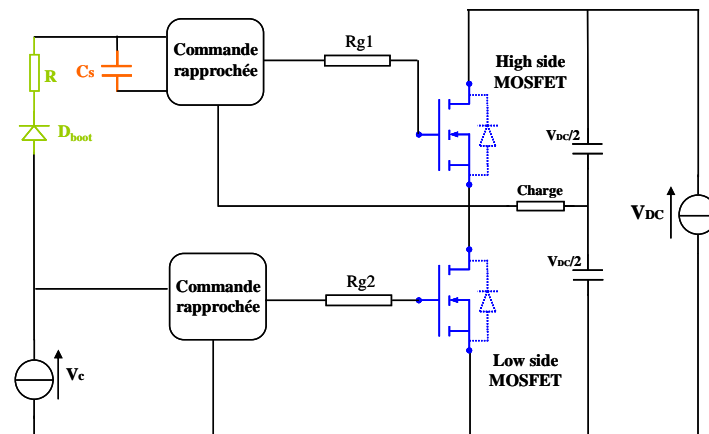 Commande
rapprochée
Rg1
High side
MOSFET
R
Cs
Dboot
VDC/2
Charge
VDC
Commande
rapprochée
Rg2
VDC/2
Low side
MOSFET
Vc